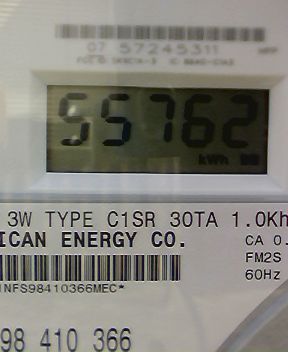 07 57245311
55762
kWh
3W TYPE C1SR 30TA 1.0Kh
ICAN ENERGY CO.
CA 0.
FM2S
60Hz
NFS98410366MEC*
98 410 366